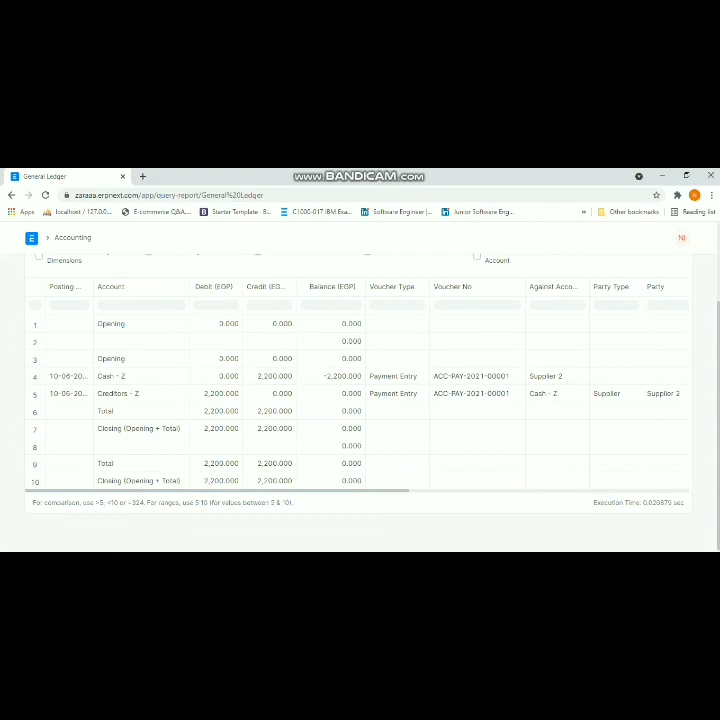 www.BANDICAM.com
General Ledger
zaraaa.erpnext.com/app/query-report/General%20Ledger
Apps localhost / 127.0.0... E-commerce Q&A.... Starter Template - B... C1000-017 IBM Exa... Software Engineer |... Junior Software Eng... » Other bookmarks Reading list
Accounting NI
Dimensions Account
Posting ... Account Debit (EGP) Credit (EG... Balance (EGP) Voucher Type Voucher No Against Acco... Party Type Party
1 Opening 0.000 0.000 0.000
2 0.000
3 Opening 0.000 0.000 0.000
4 10-06-20... Cash - Z 0.000 2,200.000 -2,200.000 Payment Entry ACC-PAY-2021-00001 Supplier 2
5 10-06-20... Creditors - Z 2,200.000 0.000 0.000 Payment Entry ACC-PAY-2021-00001 Cash - Z Supplier Supplier 2
6 Total 2,200.000 2,200.000 0.000
7 Closing (Opening + Total) 2,200.000 2,200.000 0.000
8 0.000
9 Total 2,200.000 2,200.000 0.000
10 Closing (Opening + Total) 2,200.000 2,200.000 0.000
For comparison, use >5, <10 or =324. For ranges, use 5:10 (for values between 5 & 10). Execution Time: 0.020879 sec